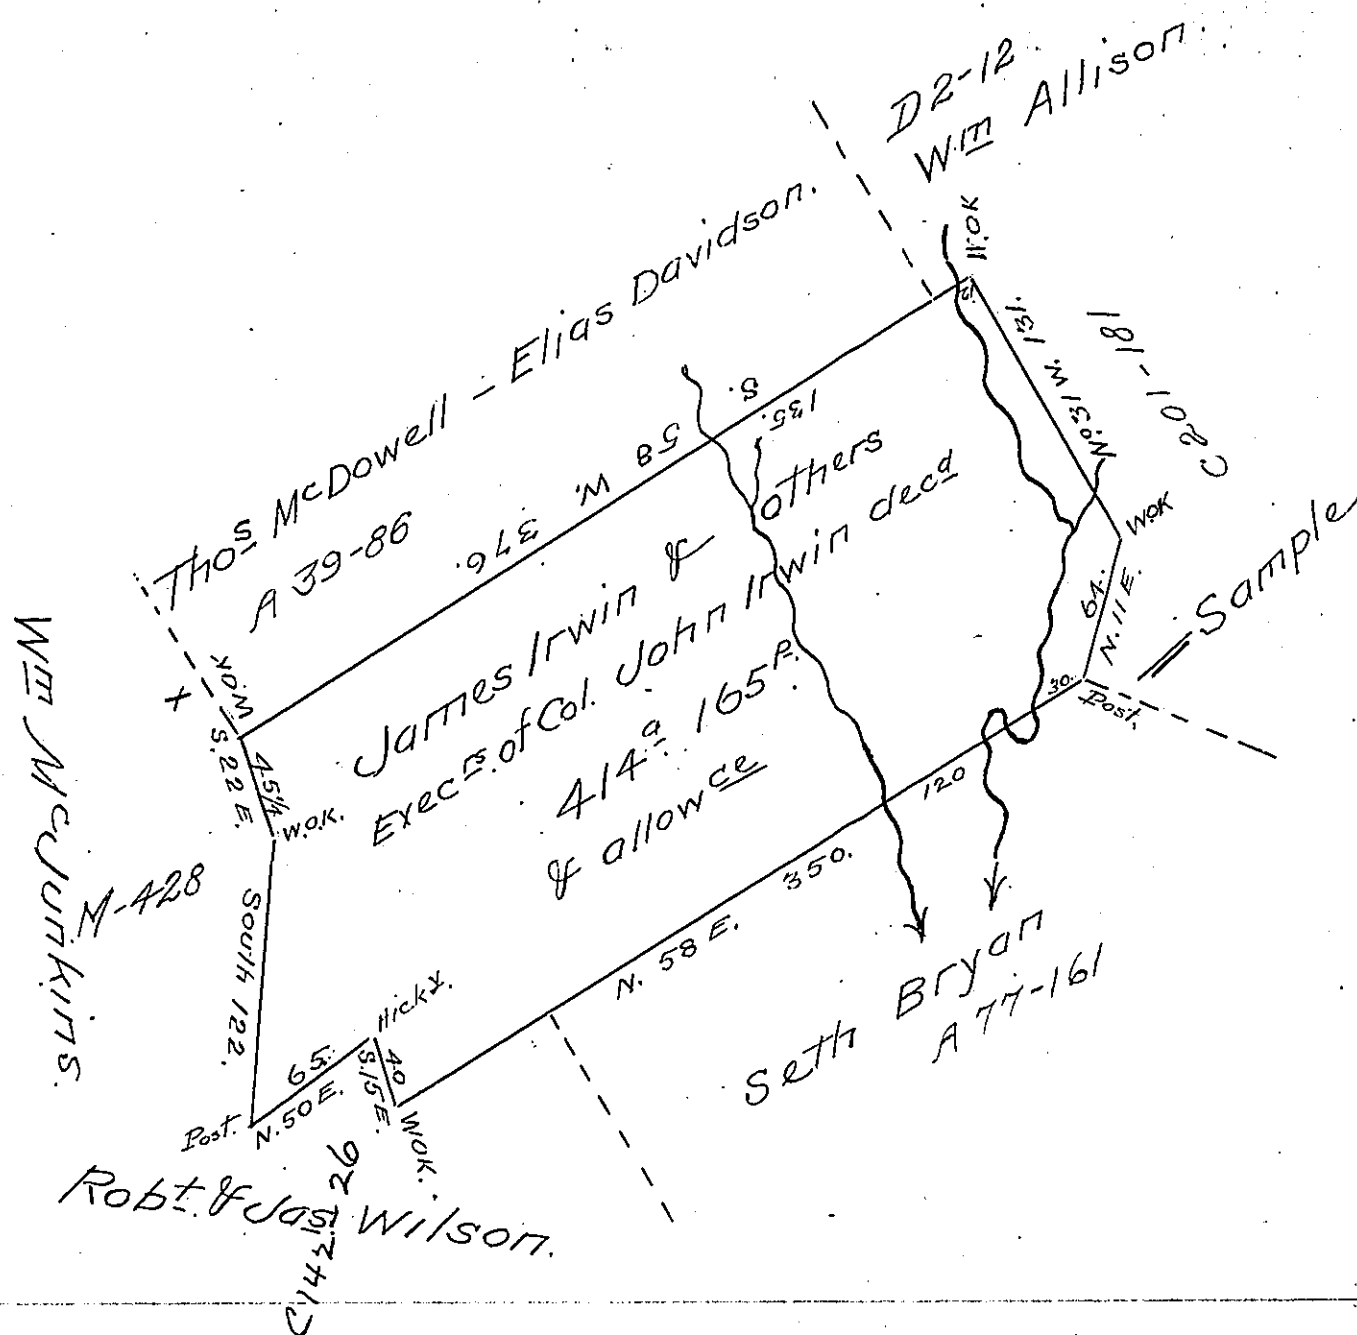 D2-12
Wm Allison.
Thos McDowell - Elias Davidson.
A 39-86
W.OK
12
N. 31 W. 131.
C 201-181
W.OK
64.
N. 11 E.
Sample
Post.
30.
120
350.
N. 58 E.
S. 58 W. 376.
135.
James Irwin & others
Execrs. of Col. John Irwin decd
414a. 165P.
& allowce
W.OK
X
45 1/4
S. 22 E.
W.O.K.
Wm McJunkins.
M-428
South 122.
Hicky.
65.
N. 50 E.
40
S. 15 E.
W.OK.
Post.
Seth Bryan
A 77-161
Robt. & Jas. Wilson.
C 142 26